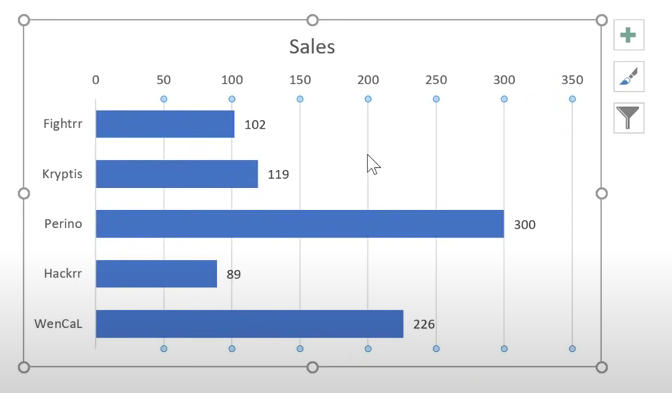 Sales
0 50 100 150 200 250 300 350
Fightrr 102
Kryptis 119
Perino 300
Hackrr 89
WenCaL 226